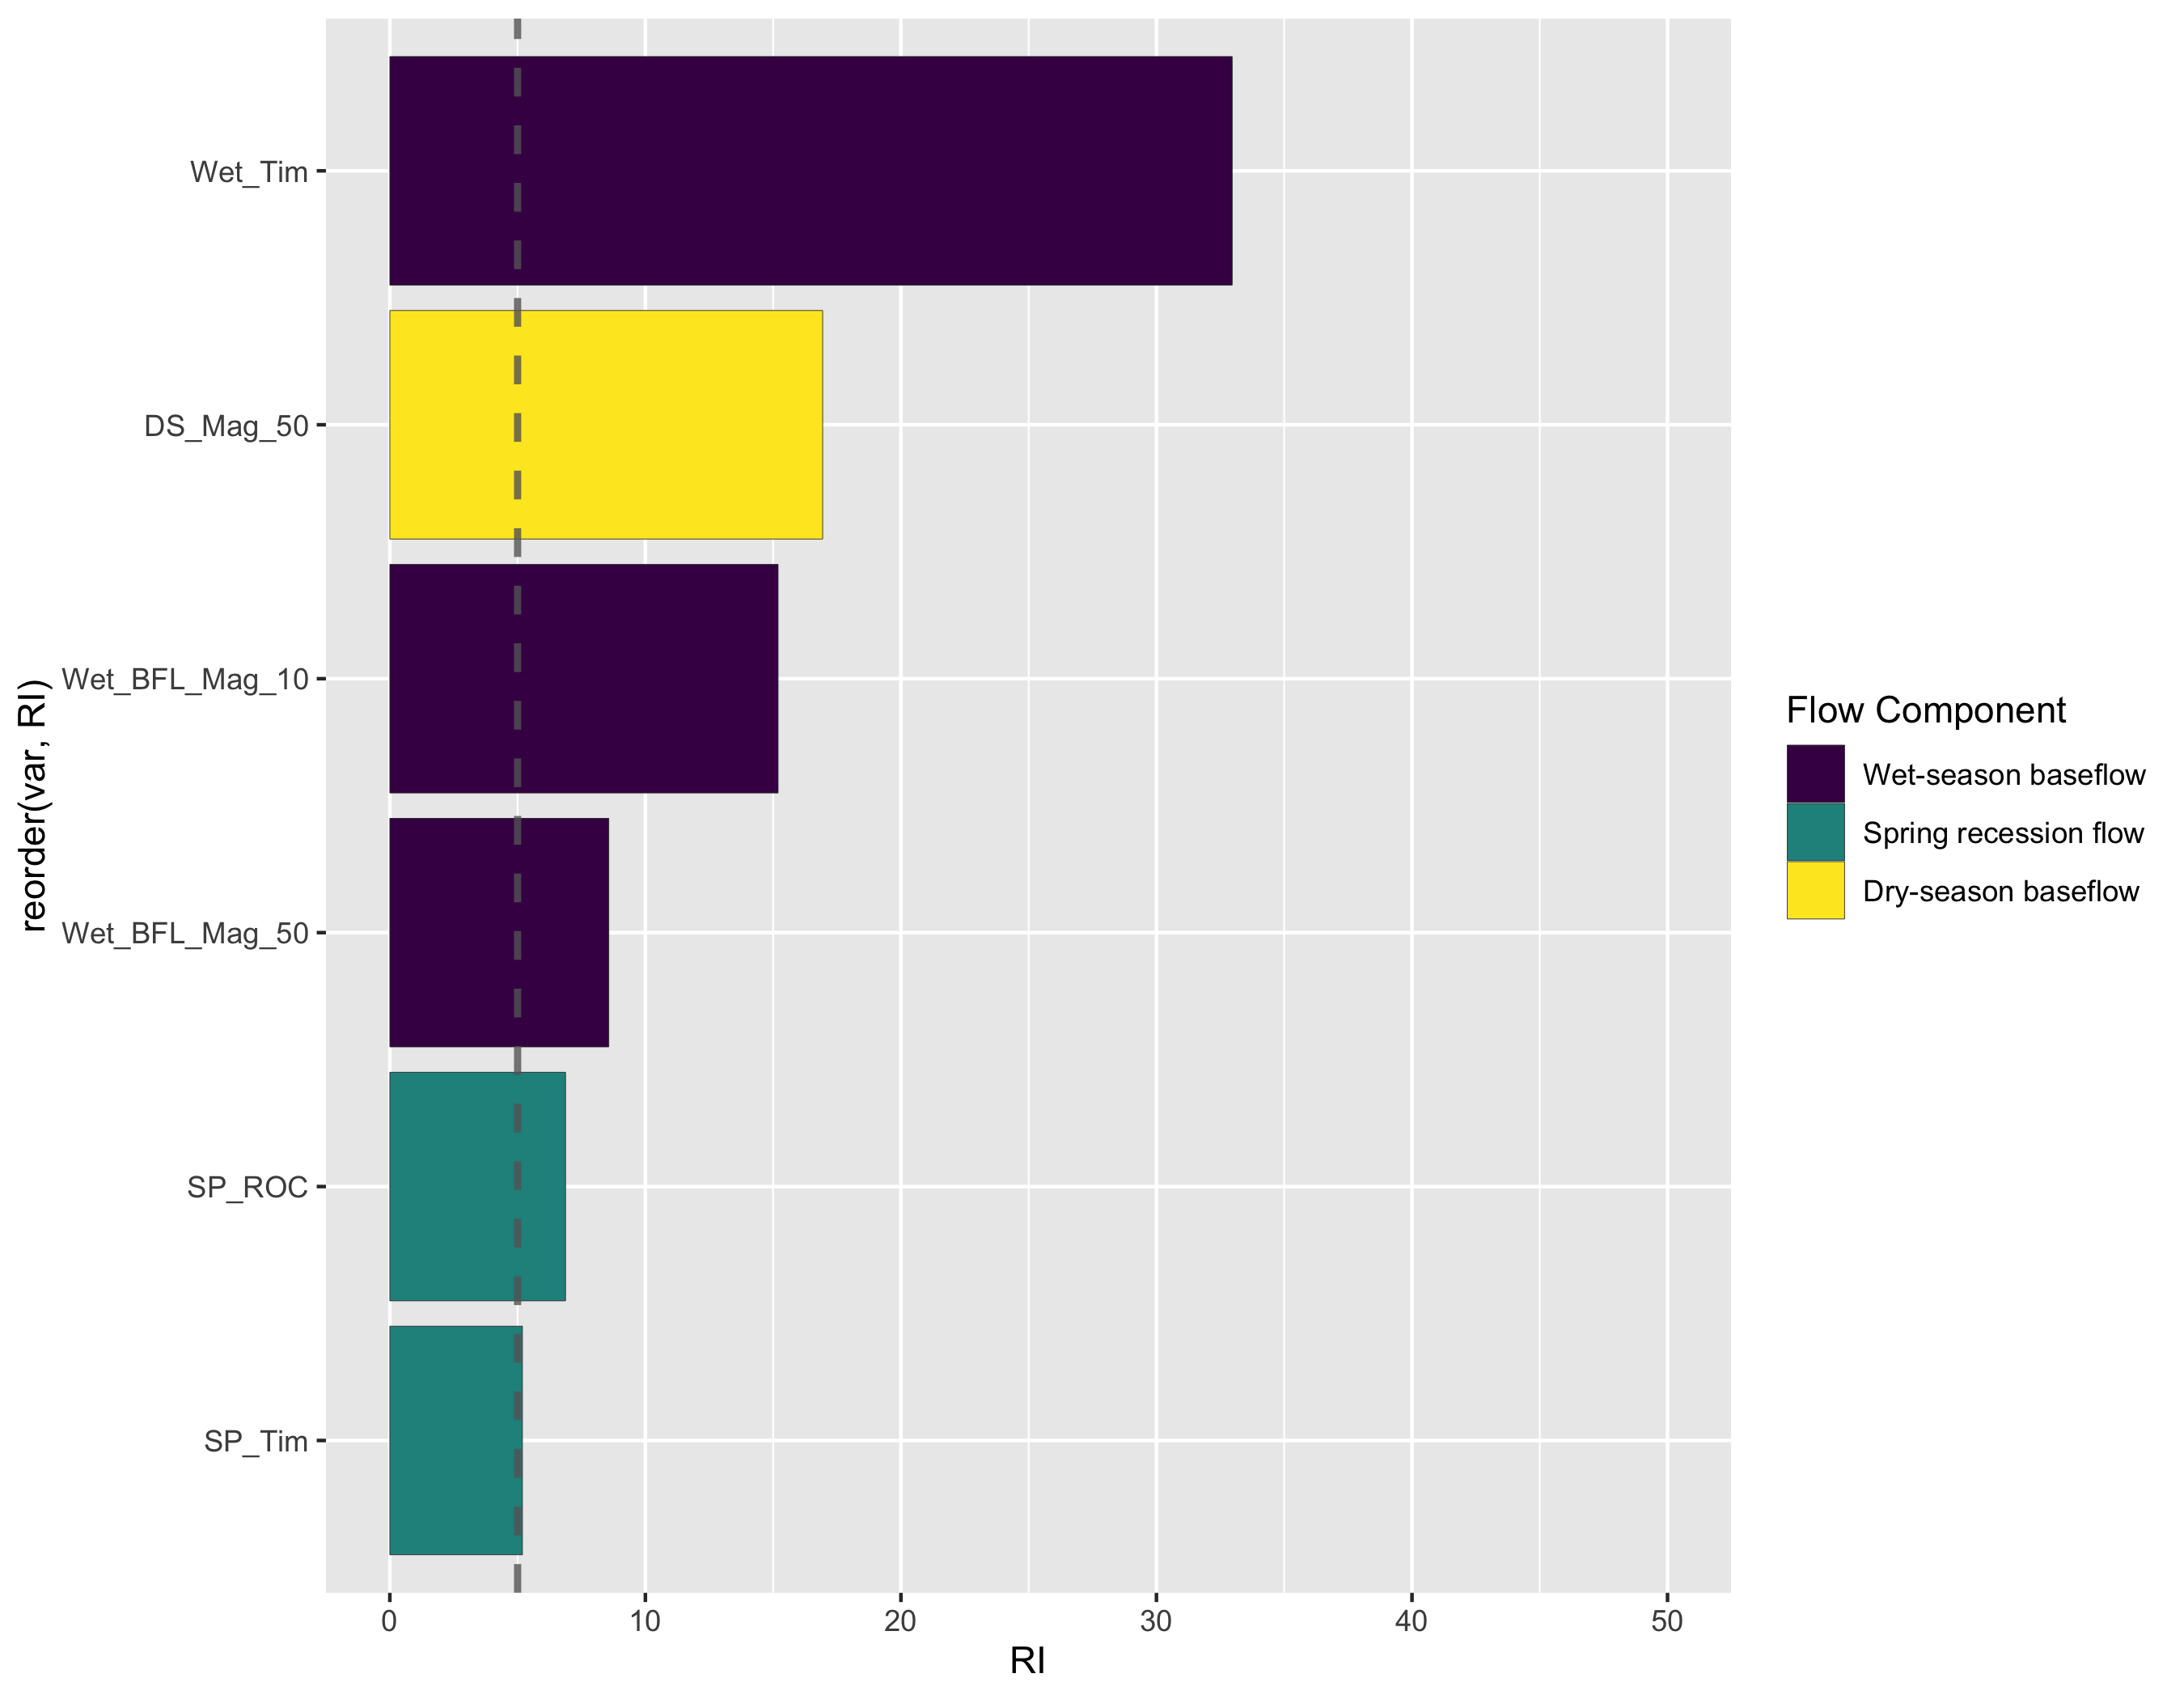 reorder(var, RI)
Wet_Tim
DS_Mag_50
Wet_BFL_Mag_10
Wet_BFL_Mag_50
SP_ROC
SP_Tim
0 10 20 30 40 50
RI
Flow Component
Wet-season baseflow
Spring recession flow
Dry-season baseflow